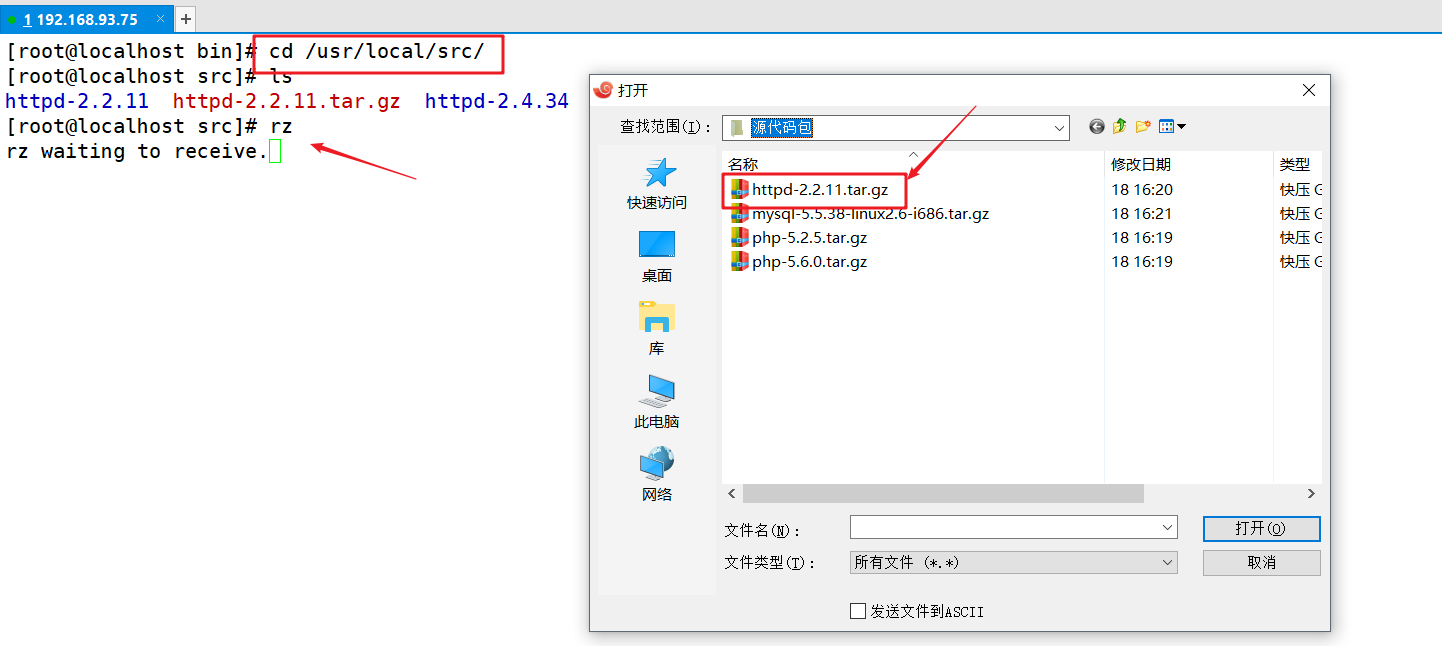 1 192.168.93.75 × +
[root@localhost bin]# cd /usr/local/src/
[root@localhost src]# ls
httpd-2.2.11  httpd-2.2.11.tar.gz  httpd-2.4.34
[root@localhost src]# rz
rz waiting to receive.
打开
查找范围(I)： 源代码包
名称 修改日期 类型
httpd-2.2.11.tar.gz 18 16:20 快压 G
mysql-5.5.38-linux2.6-i686.tar.gz 18 16:21 快压 G
php-5.2.5.tar.gz 18 16:19 快压 G
php-5.6.0.tar.gz 18 16:19 快压 G
快速访问
桌面
库
此电脑
网络
文件名(N)： 打开(O)
文件类型(T)： 所有文件 (*.*) 取消
发送文件到ASCII